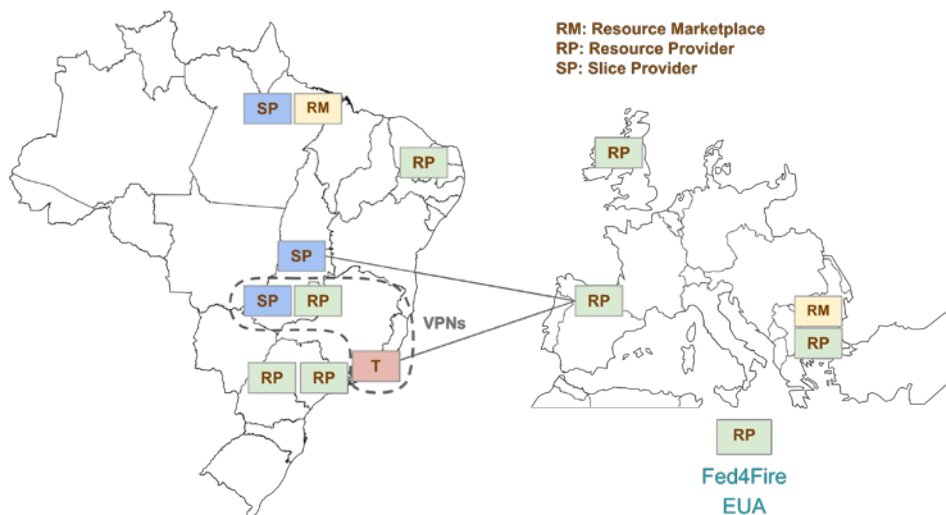 RM: Resource Marketplace
RP: Resource Provider
SP: Slice Provider
SP RM
RP
RP
SP
SP RP
VPNs
RP
RM
RP
T
RP RP
RP
Fed4Fire
EUA